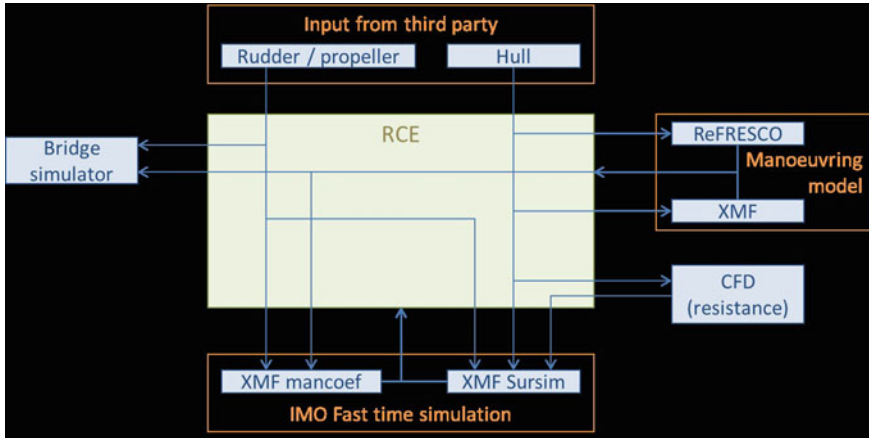 Input from third party
Rudder / propeller
Hull
RCE
Bridge
simulator
ReFRESCO
Manoeuvring
model
XMF
CFD
(resistance)
XMF mancoef
XMF Sursim
IMO Fast time simulation